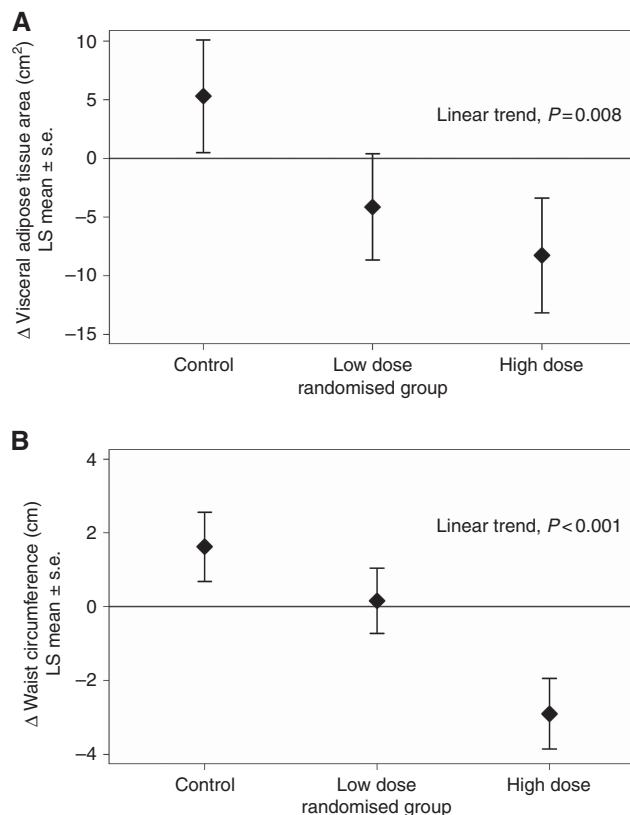 A
Δ Visceral adipose tissue area (cm²)
LS mean ± s.e.
10
5
0
−5
−10
−15
Linear trend, P=0.008
Control
Low dose
High dose
randomised group
B
Δ Waist circumference (cm)
LS mean ± s.e.
4
2
0
−2
−4
Linear trend, P<0.001
Control
Low dose
High dose
randomised group